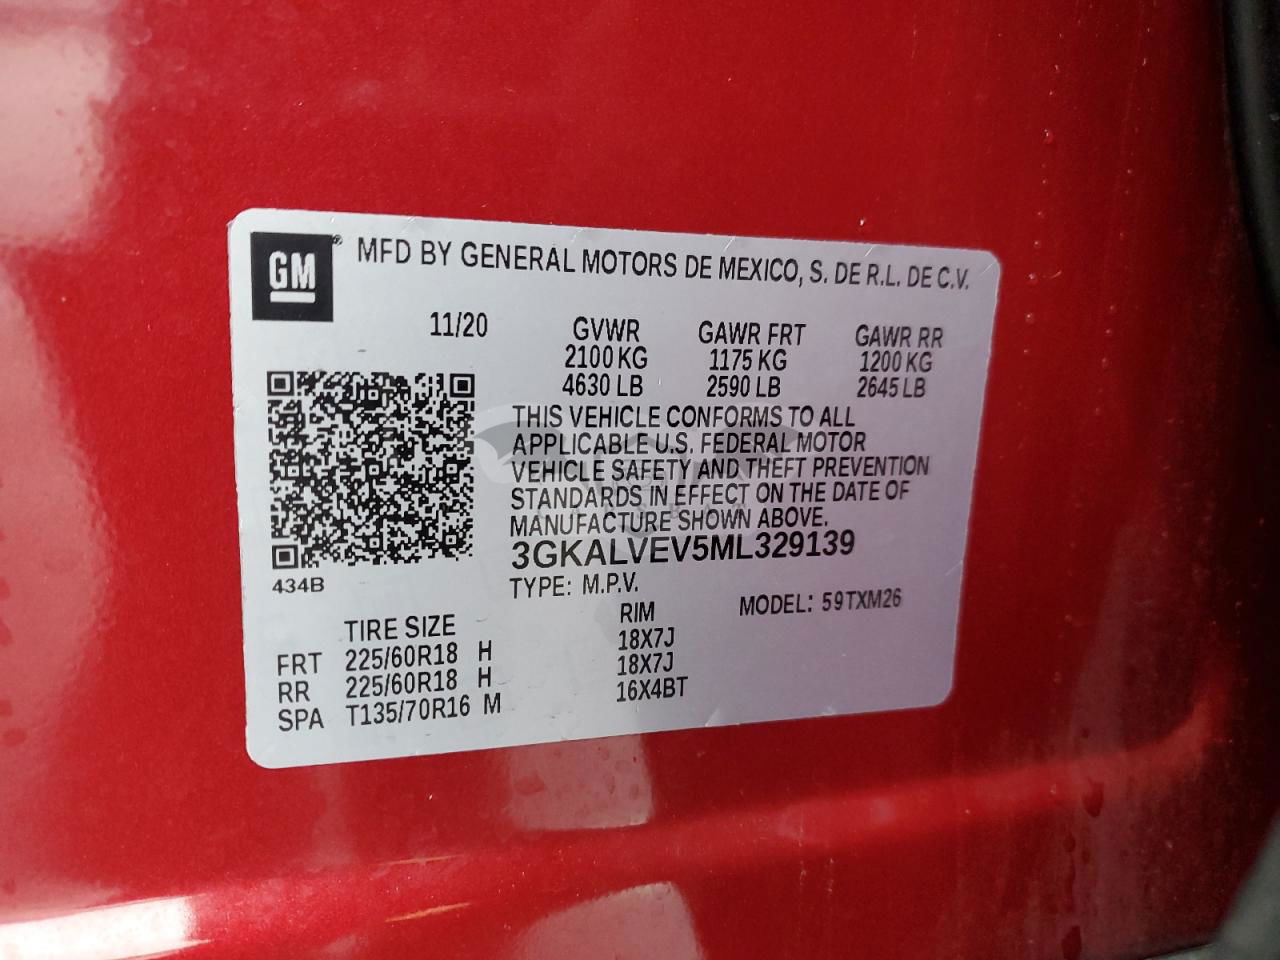 GM ® MFD BY GENERAL MOTORS DE MEXICO, S. DE R.L. DE C.V.
11/20 GVWR GAWR FRT GAWR RR
2100 KG 1175 KG 1200 KG
4630 LB 2590 LB 2645 LB
THIS VEHICLE CONFORMS TO ALL
APPLICABLE U.S. FEDERAL MOTOR
VEHICLE SAFETY AND THEFT PREVENTION
STANDARDS IN EFFECT ON THE DATE OF
MANUFACTURE SHOWN ABOVE.
3GKALVEV5ML329139
434B
TYPE: M.P.V.
MODEL: 59TXM26
TIRE SIZE RIM
FRT 225/60R18 H 18X7J
RR 225/60R18 H 18X7J
SPA T135/70R16 M 16X4BT